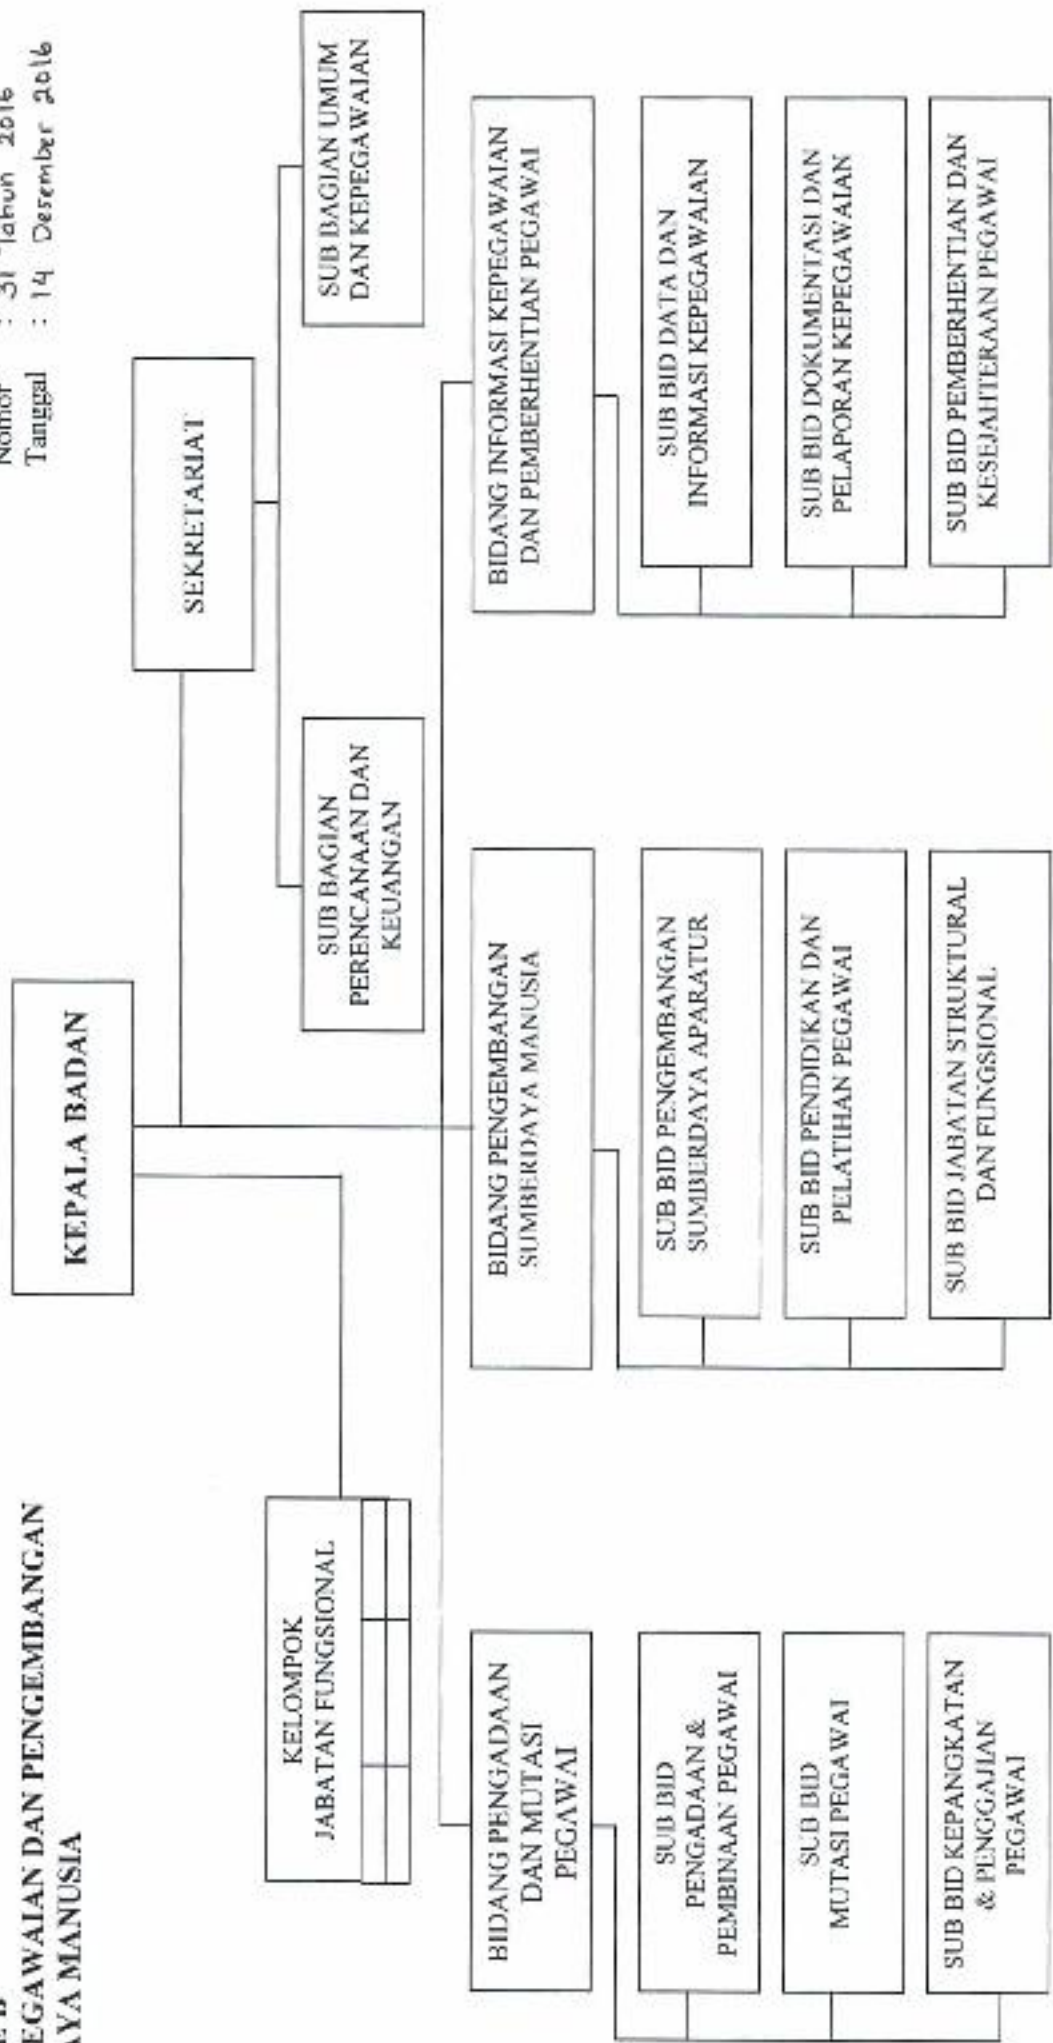 EGAWAIAN DAN PENGEMBANGAN
AYA MANUSIA
Nomor : 31 Tahun 2016
Tanggal : 14 Desember 2016
KEPALA BADAN
SEKRETARIAT
KELOMPOK
JABATAN FUNGSIONAL
SUB BAGIAN
PERENCANAAN DAN
KEUANGAN
SUB BAGIAN UMUM
DAN KEPEGAWAIAN
BIDANG PENGADAAN
DAN MUTASI
PEGAWAI
SUB BID
PENGADAAN &
PEMBINAAN PEGAWAI
SUB BID
MUTASI PEGAWAI
SUB BID KEPANGKATAN
& PENGGAJIAN
PEGAWAI
BIDANG PENGEMBANGAN
SUMBERDAYA MANUSIA
SUB BID PENGEMBANGAN
SUMBERDAYA APARATUR
SUB BID PENDIDIKAN DAN
PELATIHAN PEGAWAI
SUB BID JABATAN STRUKTURAL
DAN FUNGSIONAL
BIDANG INFORMASI KEPEGAWAIAN
DAN PEMBERHENTIAN PEGAWAI
SUB BID DATA DAN
INFORMASI KEPEGAWAIAN
SUB BID DOKUMENTASI DAN
PELAPORAN KEPEGAWAIAN
SUB BID PEMBERHENTIAN DAN
KESEJAHTERAAN PEGAWAI